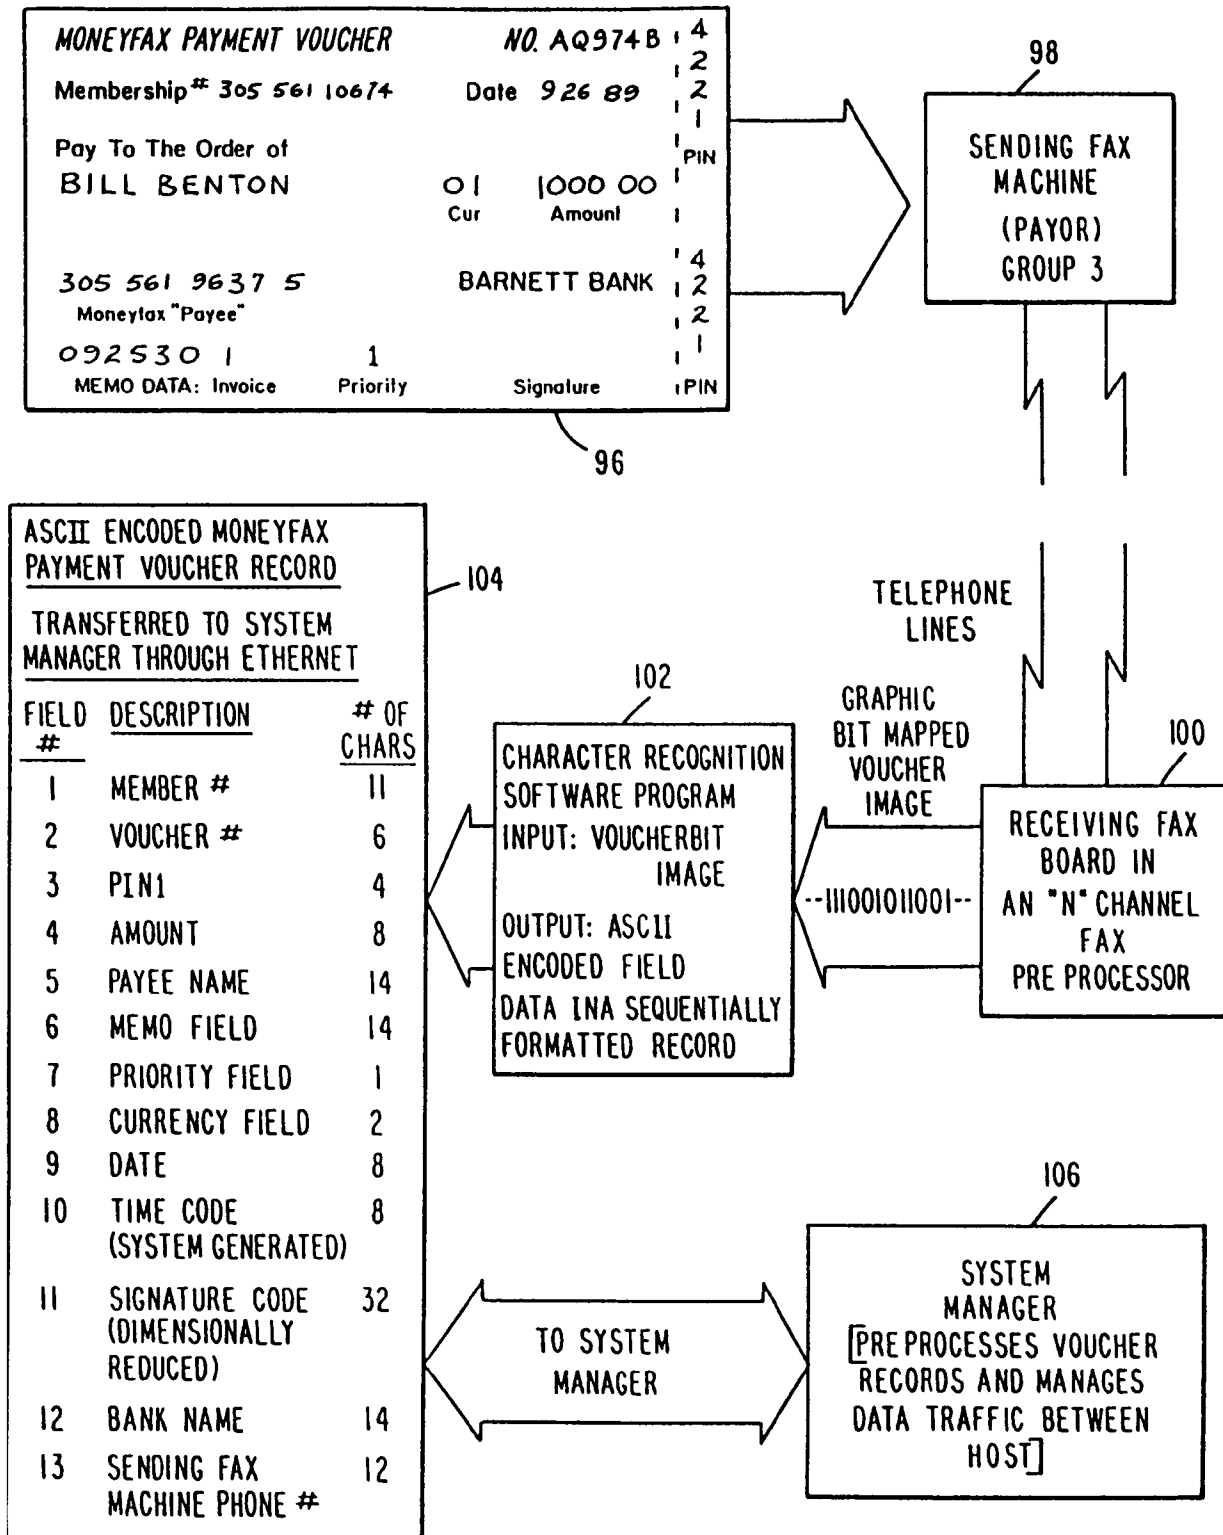 MONEYFAX PAYMENT VOUCHER NO. AQ974B
Membership # 305 561 10674 Date 9 26 89
4
2
2
1
PIN
Pay To The Order of
BILL BENTON 01 1000 00
Cur Amount
305 561 9637 5 BARNETT BANK
Moneyfax "Payee"
4
2
2
1
PIN
092530 1 1
MEMO DATA: Invoice Priority Signature
96
98
SENDING FAX
MACHINE
(PAYOR)
GROUP 3
TELEPHONE
LINES
100
RECEIVING FAX
BOARD IN
AN "N" CHANNEL
FAX
PRE PROCESSOR
GRAPHIC
BIT MAPPED
VOUCHER
IMAGE
--111001011001--
102
CHARACTER RECOGNITION
SOFTWARE PROGRAM
INPUT: VOUCHERBIT
IMAGE
OUTPUT: ASCII
ENCODED FIELD
DATA INA SEQUENTIALLY
FORMATTED RECORD
104
ASCII ENCODED MONEYFAX
PAYMENT VOUCHER RECORD
TRANSFERRED TO SYSTEM
MANAGER THROUGH ETHERNET
FIELD DESCRIPTION # OF
# CHARS
1 MEMBER # 11
2 VOUCHER # 6
3 PIN1 4
4 AMOUNT 8
5 PAYEE NAME 14
6 MEMO FIELD 14
7 PRIORITY FIELD 1
8 CURRENCY FIELD 2
9 DATE 8
10 TIME CODE 8
(SYSTEM GENERATED)
11 SIGNATURE CODE 32
(DIMENSIONALLY
REDUCED)
12 BANK NAME 14
13 SENDING FAX 12
MACHINE PHONE #
TO SYSTEM
MANAGER
106
SYSTEM
MANAGER
[PREPROCESSES VOUCHER
RECORDS AND MANAGES
DATA TRAFFIC BETWEEN
HOST]